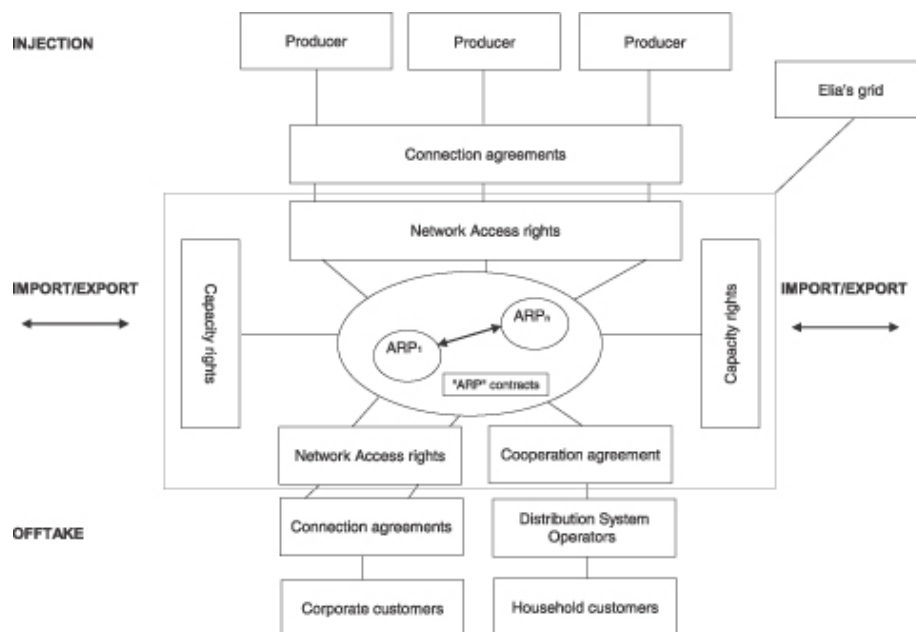 INJECTION
Producer
Producer
Producer
Elia's grid
Connection agreements
Network Access rights
IMPORT/EXPORT
Capacity rights
ARP1
ARPn
"ARP" contracts
Capacity rights
IMPORT/EXPORT
Network Access rights
Cooperation agreement
OFFTAKE
Connection agreements
Distribution System
Operators
Corporate customers
Household customers